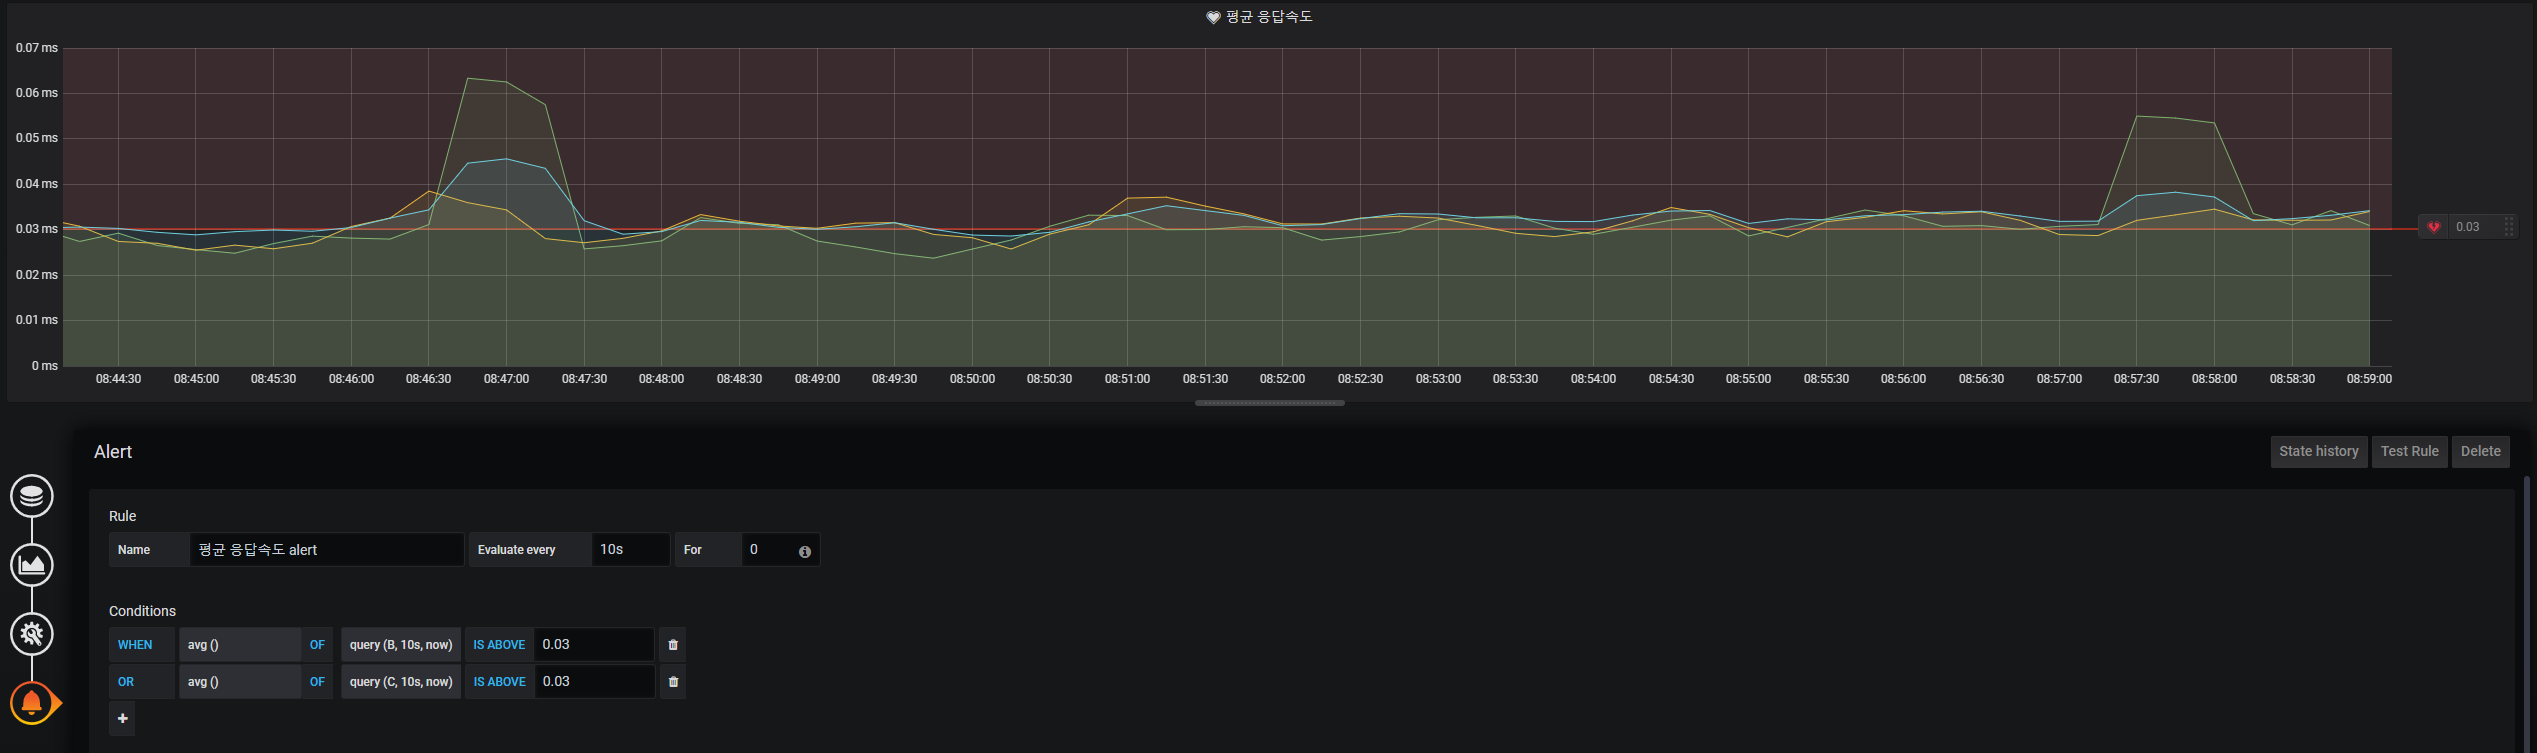 평균 응답속도
0.07 ms
0.06 ms
0.05 ms
0.04 ms
0.03 ms
0.02 ms
0.01 ms
0 ms
0.03
08:44:30 08:45:00 08:45:30 08:46:00 08:46:30 08:47:00 08:47:30 08:48:00 08:48:30 08:49:00 08:49:30 08:50:00 08:50:30 08:51:00 08:51:30 08:52:00 08:52:30 08:53:00 08:53:30 08:54:00 08:54:30 08:55:00 08:55:30 08:56:00 08:56:30 08:57:00 08:57:30 08:58:00 08:58:30 08:59:00
Alert State history Test Rule Delete
Rule
Name 평균 응답속도 alert Evaluate every 10s For 0
Conditions
WHEN avg () OF query (B, 10s, now) IS ABOVE 0.03
OR avg () OF query (C, 10s, now) IS ABOVE 0.03